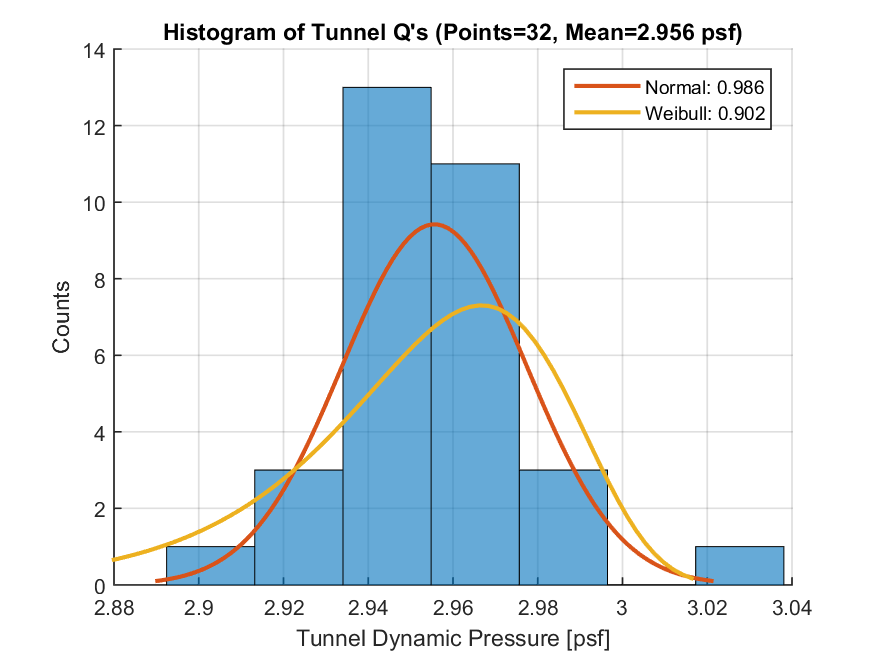 Histogram of Tunnel Q's (Points=32, Mean=2.956 psf)
Normal: 0.986
Weibull: 0.902
Counts
14
12
10
8
6
4
2
0
2.88 2.9 2.92 2.94 2.96 2.98 3 3.02 3.04
Tunnel Dynamic Pressure [psf]